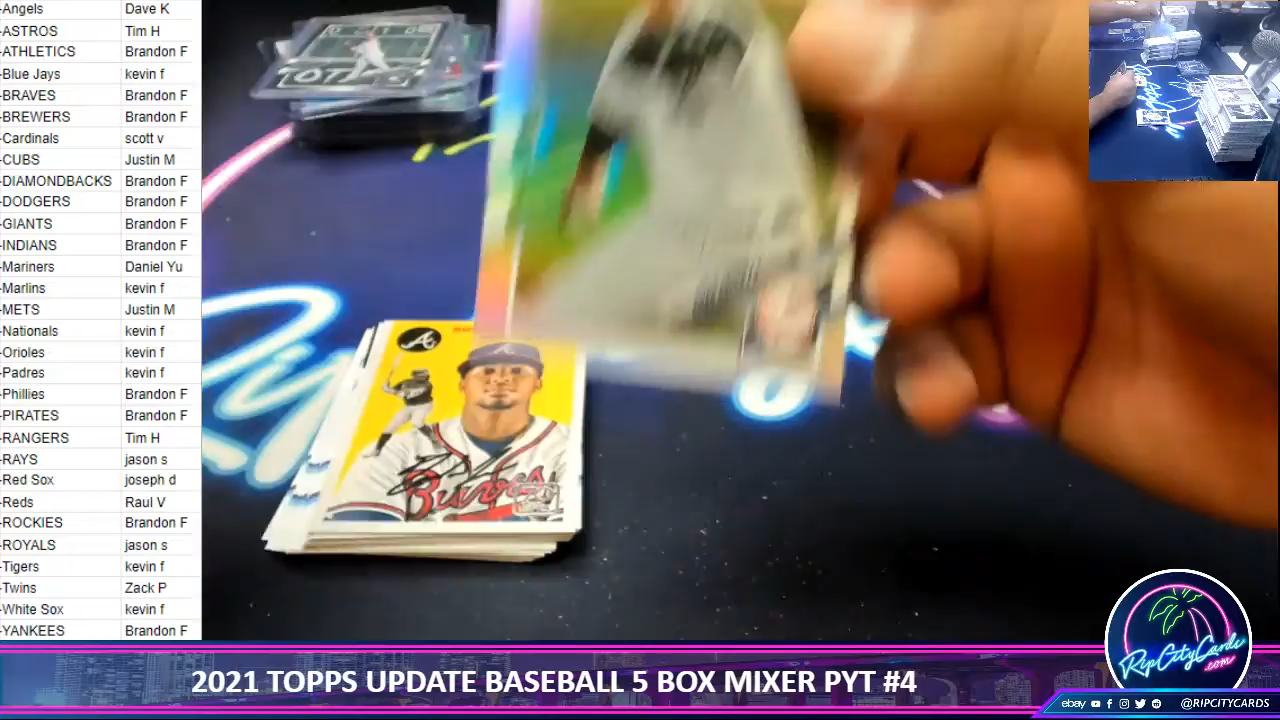 -Angels Dave K
-ASTROS Tim H
-ATHLETICS Brandon F
-Blue Jays kevin f
-BRAVES Brandon F
-BREWERS Brandon F
-Cardinals scott v
-CUBS Justin M
-DIAMONDBACKS Brandon F
-DODGERS Brandon F
-GIANTS Brandon F
-INDIANS Brandon F
-Mariners Daniel Yu
-Marlins kevin f
-METS Justin M
-Nationals kevin f
-Orioles kevin f
-Padres kevin f
-Phillies Brandon F
-PIRATES Brandon F
-RANGERS Tim H
-RAYS jason s
-Red Sox joseph d
-Reds Raul V
-ROCKIES Brandon F
-ROYALS jason s
-Tigers kevin f
-Twins Zack P
-White Sox kevin f
-YANKEES Brandon F
A
A
Braves
RipCityCards
.com
2021 TOPPS UPDATE BASEBALL 5 BOX MIXER PYT #4
ebay @RIPCITYCARDS